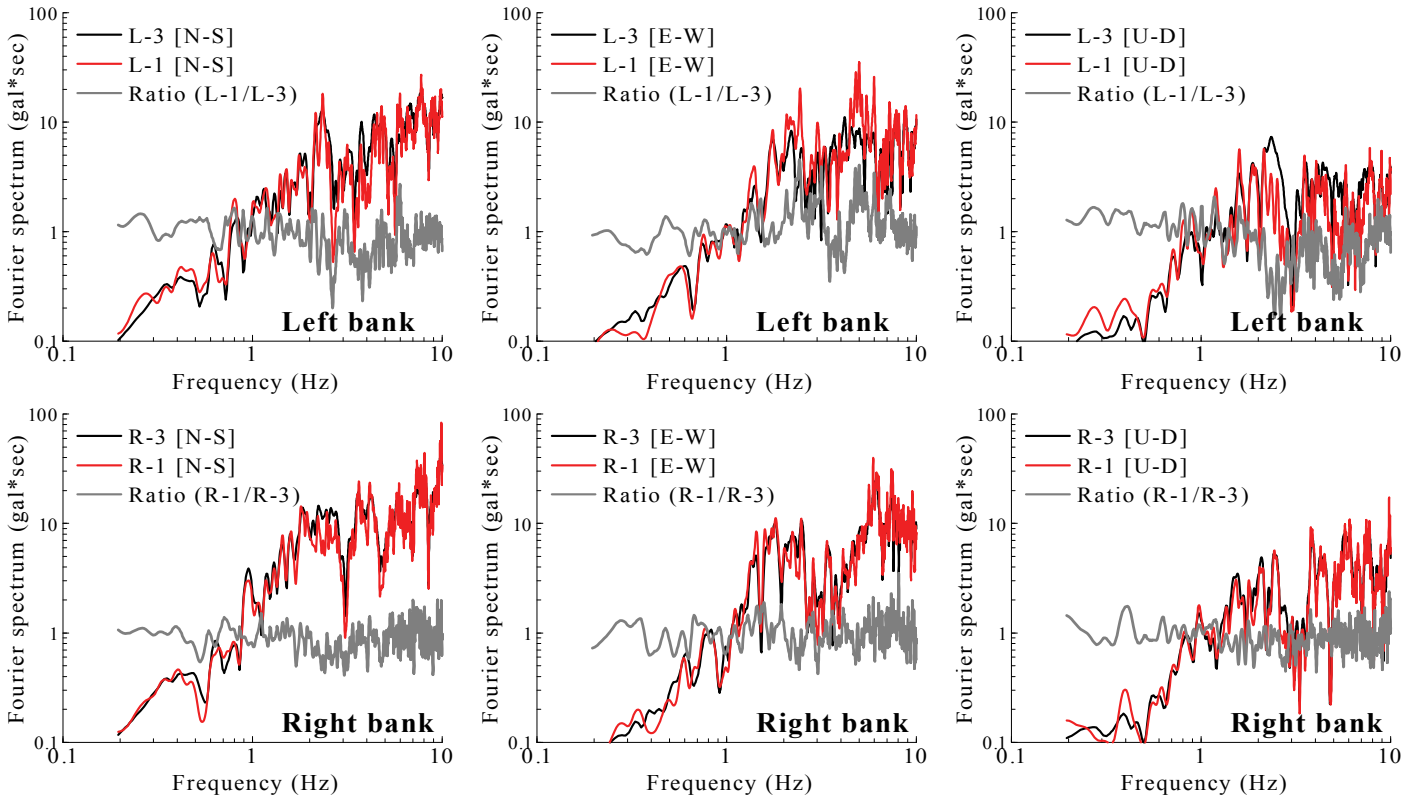 100
10
1
0.1
Fourier spectrum (gal*sec)
L-3 [N-S]
L-1 [N-S]
Ratio (L-1/L-3)
Left bank
0.1 1 10
Frequency (Hz)
100
10
1
0.1
Fourier spectrum (gal*sec)
L-3 [E-W]
L-1 [E-W]
Ratio (L-1/L-3)
Left bank
0.1 1 10
Frequency (Hz)
100
10
1
0.1
Fourier spectrum (gal*sec)
L-3 [U-D]
L-1 [U-D]
Ratio (L-1/L-3)
Left bank
0.1 1 10
Frequency (Hz)
100
10
1
0.1
Fourier spectrum (gal*sec)
R-3 [N-S]
R-1 [N-S]
Ratio (R-1/R-3)
Right bank
0.1 1 10
Frequency (Hz)
100
10
1
0.1
Fourier spectrum (gal*sec)
R-3 [E-W]
R-1 [E-W]
Ratio (R-1/R-3)
Right bank
0.1 1 10
Frequency (Hz)
100
10
1
0.1
Fourier spectrum (gal*sec)
R-3 [U-D]
R-1 [U-D]
Ratio (R-1/R-3)
Right bank
0.1 1 10
Frequency (Hz)